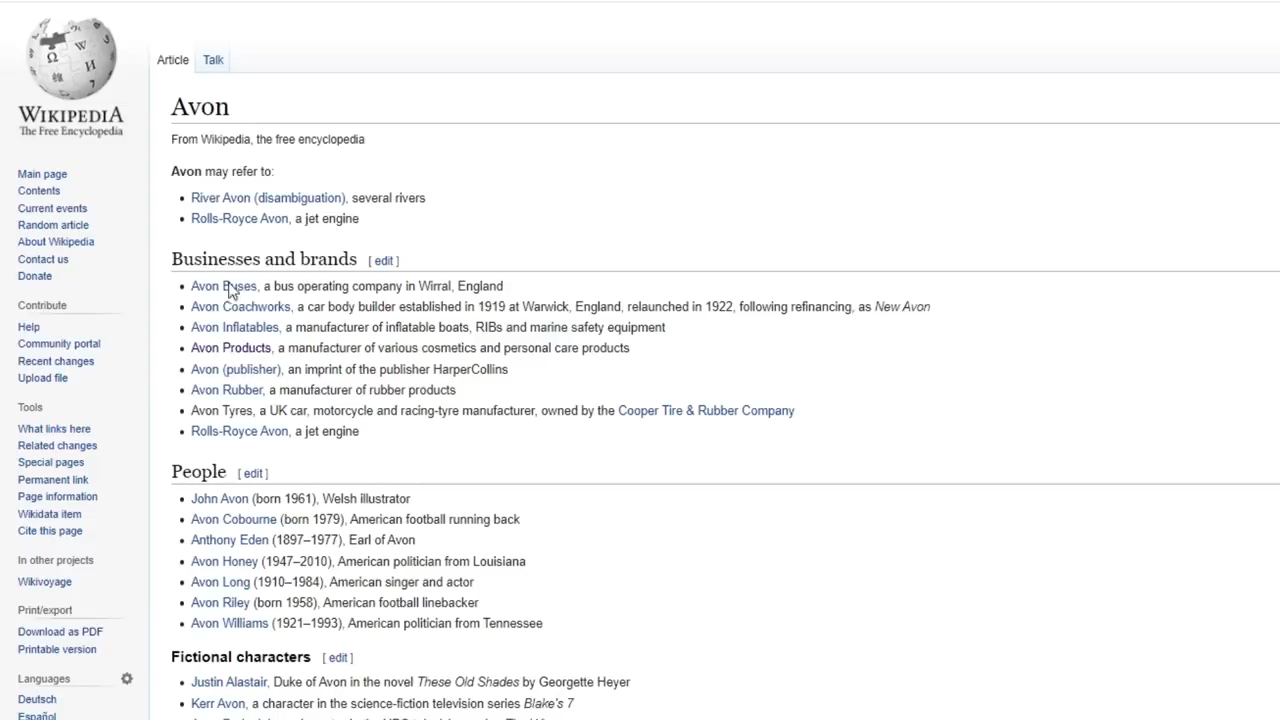 Article
Talk
WIKIPEDIA
The Free Encyclopedia
Main page
Contents
Current events
Random article
About Wikipedia
Contact us
Donate
Contribute
Help
Community portal
Recent changes
Upload file
Tools
What links here
Related changes
Special pages
Permanent link
Page information
Wikidata item
Cite this page
In other projects
Wikivoyage
Print/export
Download as PDF
Printable version
Languages
Deutsch
Español
Avon
From Wikipedia, the free encyclopedia
Avon may refer to:
• River Avon (disambiguation), several rivers
• Rolls-Royce Avon, a jet engine
Businesses and brands [ edit ]
• Avon Buses, a bus operating company in Wirral, England
• Avon Coachworks, a car body builder established in 1919 at Warwick, England, relaunched in 1922, following refinancing, as New Avon
• Avon Inflatables, a manufacturer of inflatable boats, RIBs and marine safety equipment
• Avon Products, a manufacturer of various cosmetics and personal care products
• Avon (publisher), an imprint of the publisher HarperCollins
• Avon Rubber, a manufacturer of rubber products
• Avon Tyres, a UK car, motorcycle and racing-tyre manufacturer, owned by the Cooper Tire & Rubber Company
• Rolls-Royce Avon, a jet engine
People [ edit ]
• John Avon (born 1961), Welsh illustrator
• Avon Cobourne (born 1979), American football running back
• Anthony Eden (1897–1977), Earl of Avon
• Avon Honey (1947–2010), American politician from Louisiana
• Avon Long (1910–1984), American singer and actor
• Avon Riley (born 1958), American football linebacker
• Avon Williams (1921–1993), American politician from Tennessee
Fictional characters [ edit ]
• Justin Alastair, Duke of Avon in the novel These Old Shades by Georgette Heyer
• Kerr Avon, a character in the science-fiction television series Blake's 7